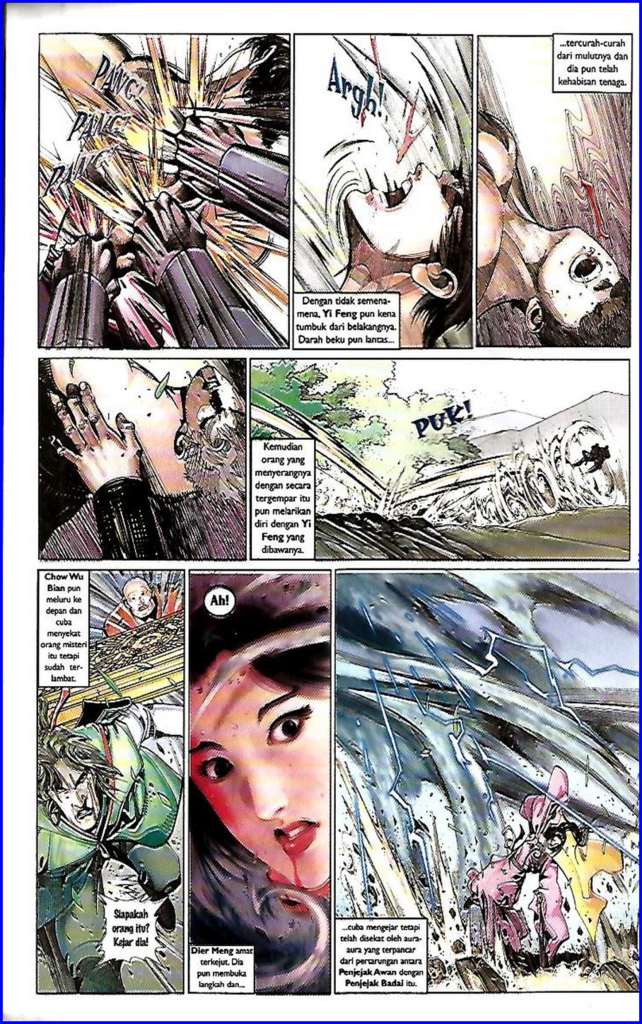 PANG!
PANG!
PANG!
Argh!
Dengan tidak semena-
mena, Yi Feng pun kena
tumbuk dari belakangnya.
Darah beku pun lantas...
...tercurah-curah
dari mulutnya dan
dia pun telah
kehabisan tenaga.
Kemudian
orang yang
menyerangnya
dengan secara
tergempar itu
pun melarikan
diri dengan Yi
Feng yang
dibawanya.
PUK!
Chow Wu
Bian pun
meluru ke
depan dan
cuba
menyekat
orang misteri
itu tetapi
sudah ter-
lambat.
Siapakah
orang itu?
Kejar dia!
Ah!
Dier Meng amat
terkejut. Dia
pun membuka
langkah dan...
...cuba mengejar tetapi
telah disekat oleh aura-
aura yang terpancar
dari pertarungan antara
Penjejak Awan dengan
Penjejak Badai itu.